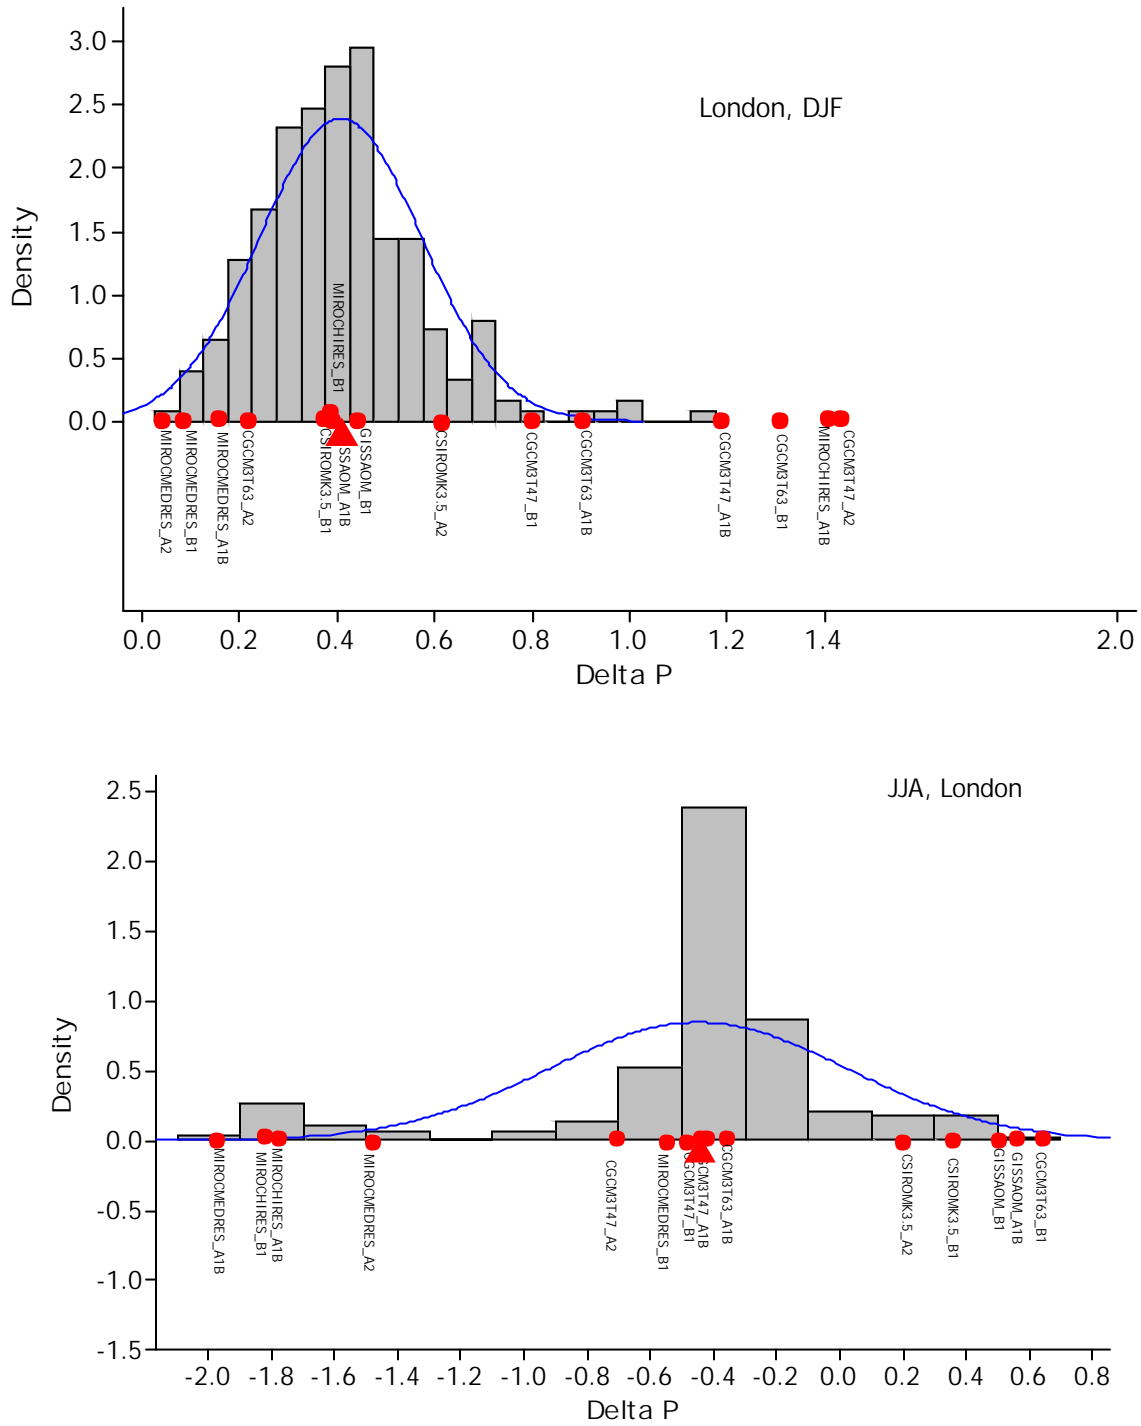 3.0
London, DJF
2.5
2.0
Density
1.5
1.0
MIROCHIRES_B1
0.5
0.0
MIROCMEDRES_A2
MIROCMEDRES_B1
MIROCMEDRES_A1B
CGCM3T63_A2
CSIROMK3.5_B1
SSAOM_A1B
GISSAOM_B1
CSIROMK3.5_A2
CGCM3T47_B1
CGCM3T63_A1B
CGCM3T47_A1B
CGCM3T63_B1
MIROCHIRES_A1B
CGCM3T47_A2
0.0 0.2 0.4 0.6 0.8 1.0 1.2 1.4 2.0
Delta P
JJA, London
2.5
2.0
1.5
Density
1.0
0.5
0.0
MIROCMEDRES_A1B
MIROCHIRES_B1
MIROCHIRES_A1B
MIROCMEDRES_A2
CGCM3T47_A2
MIROCMEDRES_B1
CGCM3T47_B1
CM3T47_A1B
CGCM3T63_A1B
CSIROMK3.5_A2
CSIROMK3.5_B1
GISSAOM_B1
GISSAOM_A1B
CGCM3T63_B1
-0.5
-1.0
-1.5
-2.0 -1.8 -1.6 -1.4 -1.2 -1.0 -0.8 -0.6 -0.4 -0.2 0.0 0.2 0.4 0.6 0.8
Delta P